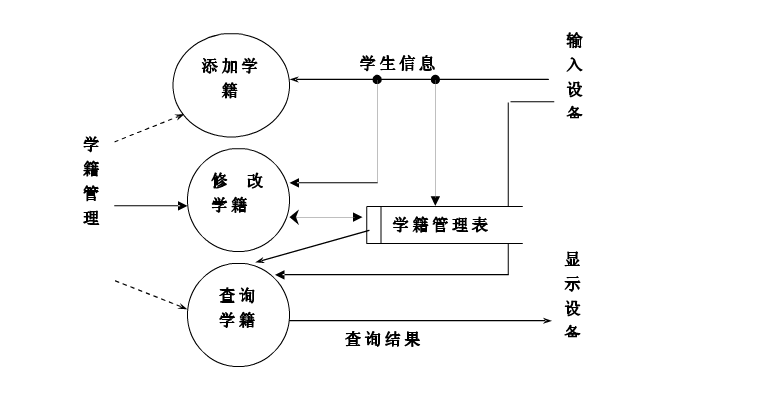 添加学
籍
学生信息
输
入
设
备
学
籍
管
理
修 改
学籍
学籍管理表
查询
学籍
显
示
设
备
查询结果